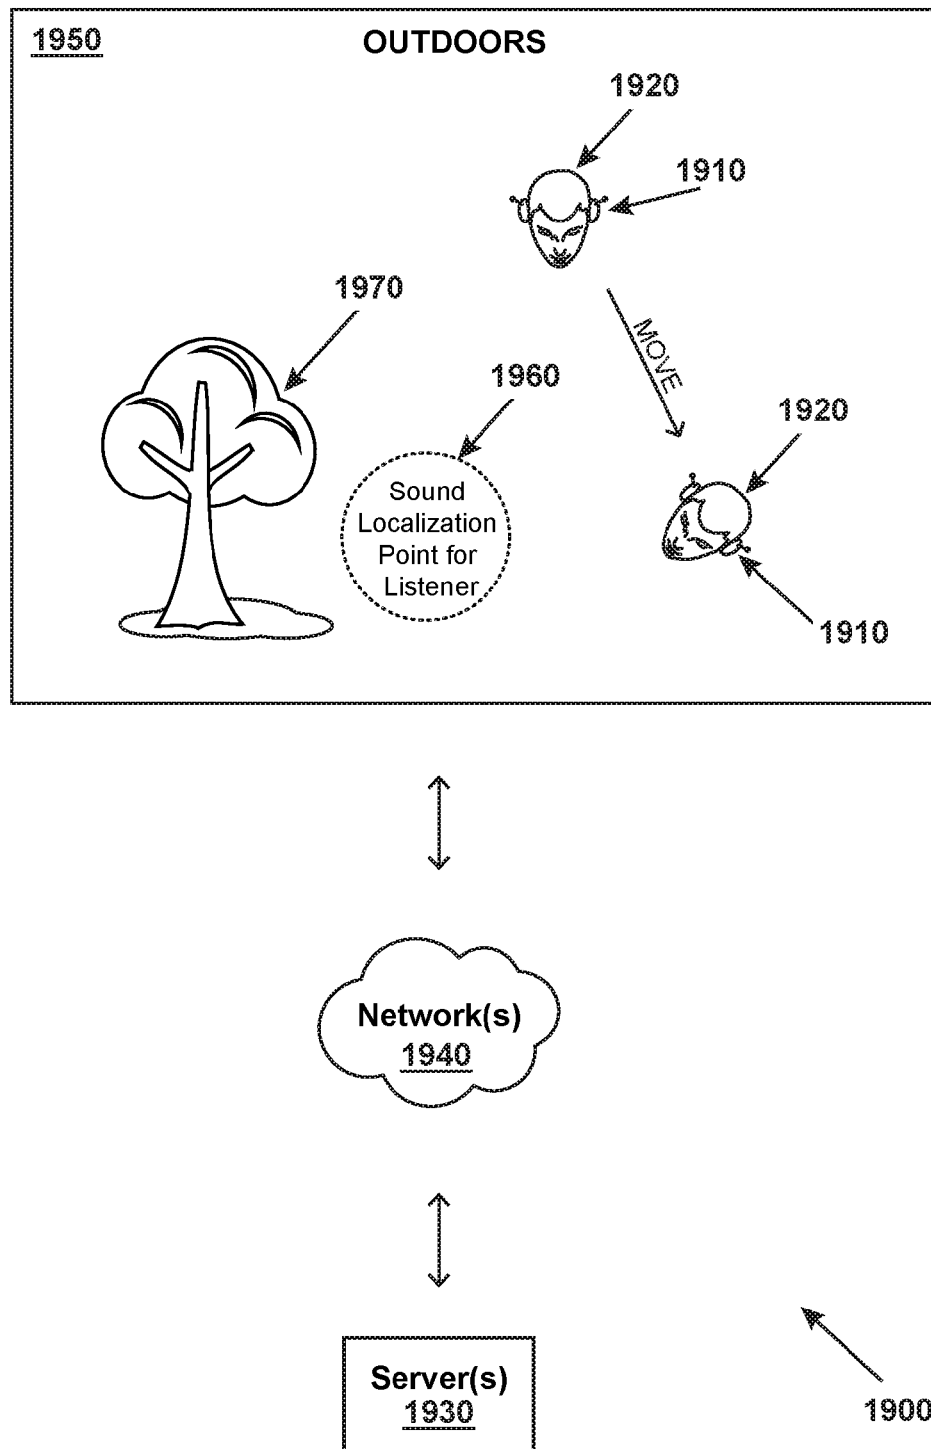 1950
OUTDOORS
1920
1910
1970
MOVE
1960
1920
Sound
Localization
Point for
Listener
1910
Network(s)
1940
Server(s)
1930
1900